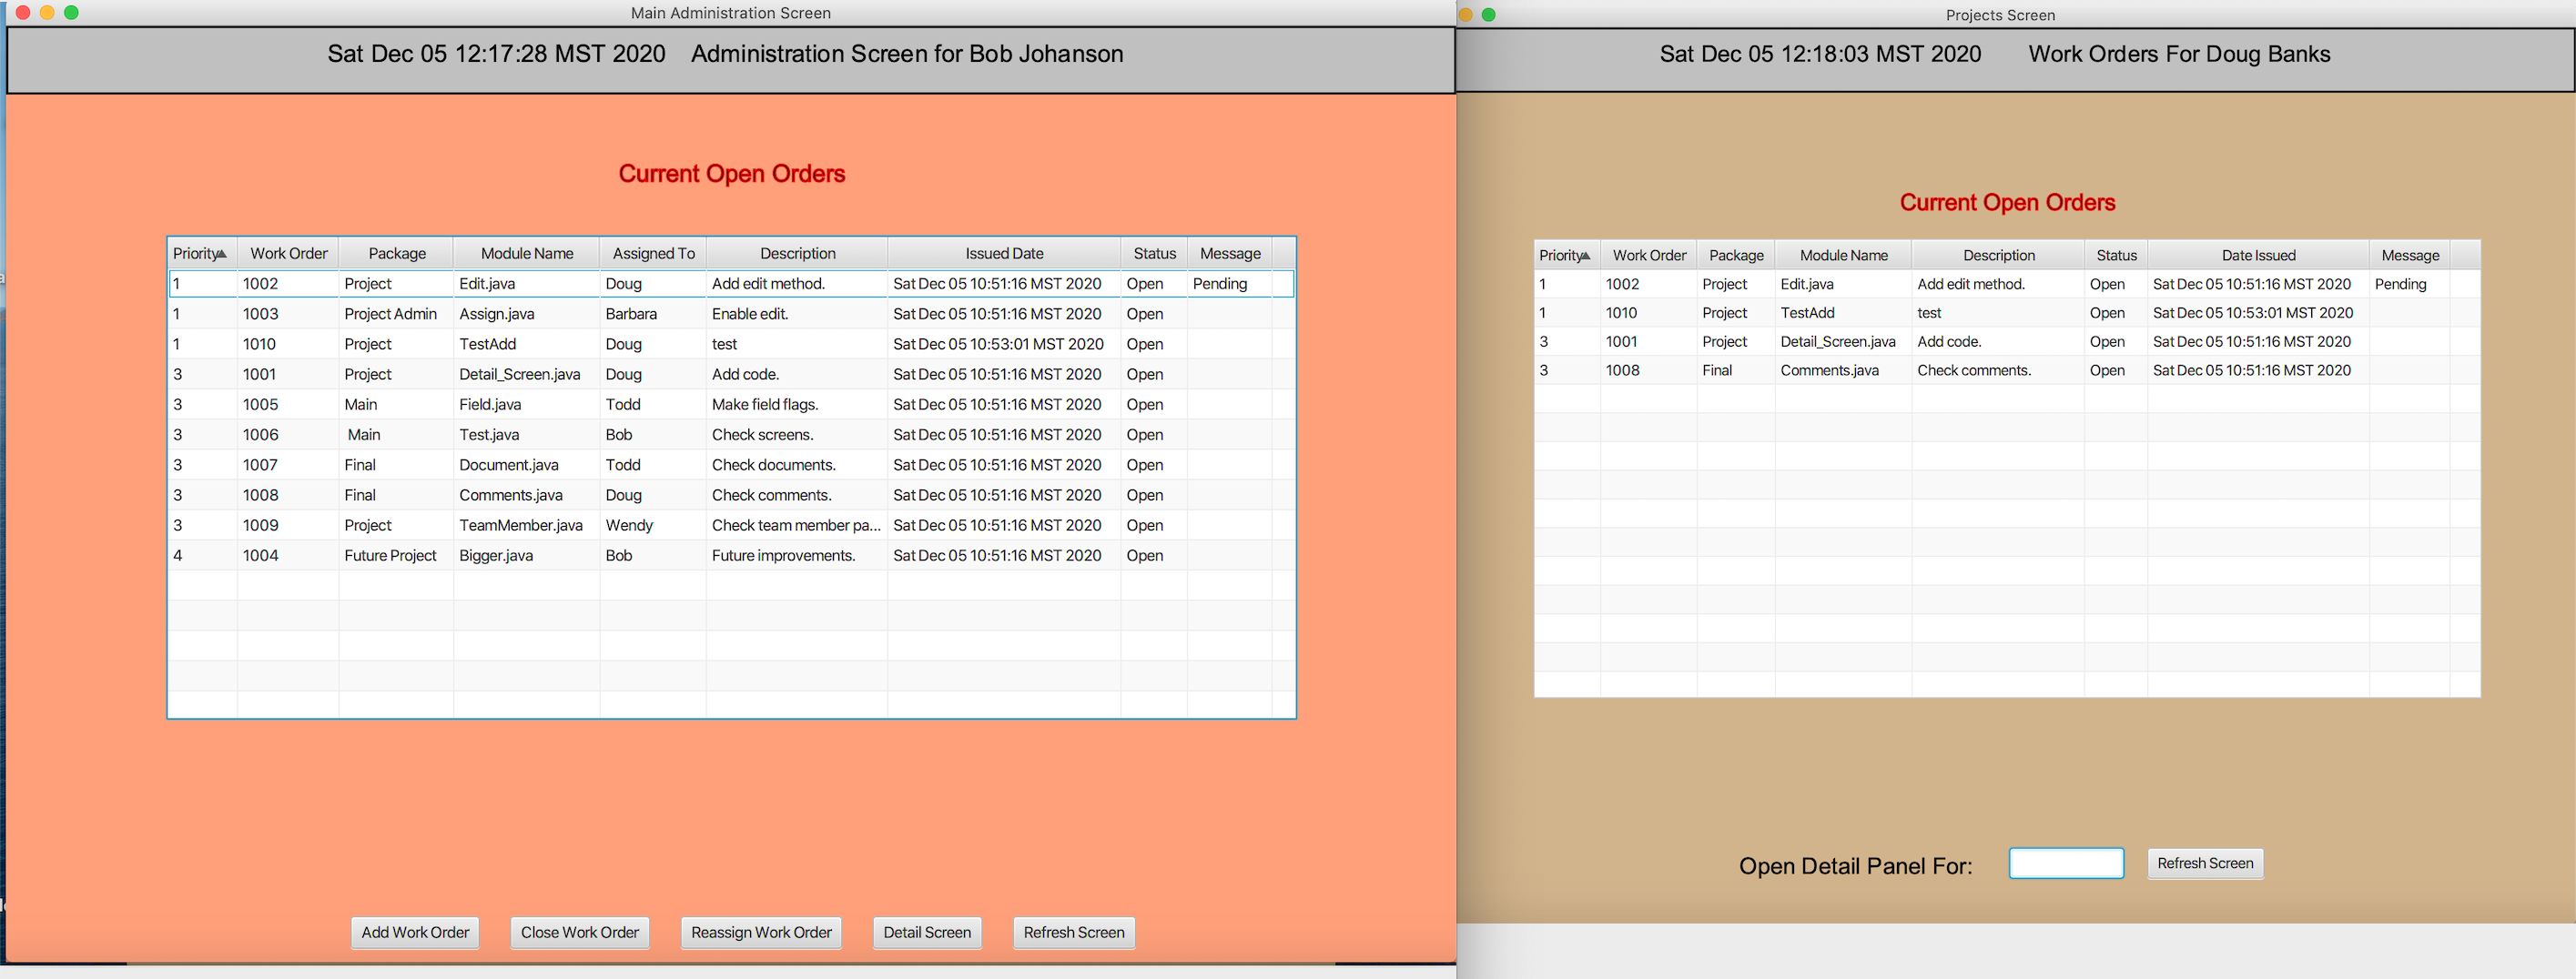 Main Administration Screen
Sat Dec 05 12:17:28 MST 2020 Administration Screen for Bob Johanson
Current Open Orders
Priority Work Order Package Module Name Assigned To Description Issued Date Status Message
1 1002 Project Edit.java Doug Add edit method. Sat Dec 05 10:51:16 MST 2020 Open Pending
1 1003 Project Admin Assign.java Barbara Enable edit. Sat Dec 05 10:51:16 MST 2020 Open
1 1010 Project TestAdd Doug test Sat Dec 05 10:53:01 MST 2020 Open
3 1001 Project Detail_Screen.java Doug Add code. Sat Dec 05 10:51:16 MST 2020 Open
3 1005 Main Field.java Todd Make field flags. Sat Dec 05 10:51:16 MST 2020 Open
3 1006 Main Test.java Bob Check screens. Sat Dec 05 10:51:16 MST 2020 Open
3 1007 Final Document.java Todd Check documents. Sat Dec 05 10:51:16 MST 2020 Open
3 1008 Final Comments.java Doug Check comments. Sat Dec 05 10:51:16 MST 2020 Open
3 1009 Project TeamMember.java Wendy Check team member pa... Sat Dec 05 10:51:16 MST 2020 Open
4 1004 Future Project Bigger.java Bob Future improvements. Sat Dec 05 10:51:16 MST 2020 Open
Add Work Order Close Work Order Reassign Work Order Detail Screen Refresh Screen
Projects Screen
Sat Dec 05 12:18:03 MST 2020 Work Orders For Doug Banks
Current Open Orders
Priority Work Order Package Module Name Description Status Date Issued Message
1 1002 Project Edit.java Add edit method. Open Sat Dec 05 10:51:16 MST 2020 Pending
1 1010 Project TestAdd test Open Sat Dec 05 10:53:01 MST 2020
3 1001 Project Detail_Screen.java Add code. Open Sat Dec 05 10:51:16 MST 2020
3 1008 Final Comments.java Check comments. Open Sat Dec 05 10:51:16 MST 2020
Open Detail Panel For: Refresh Screen